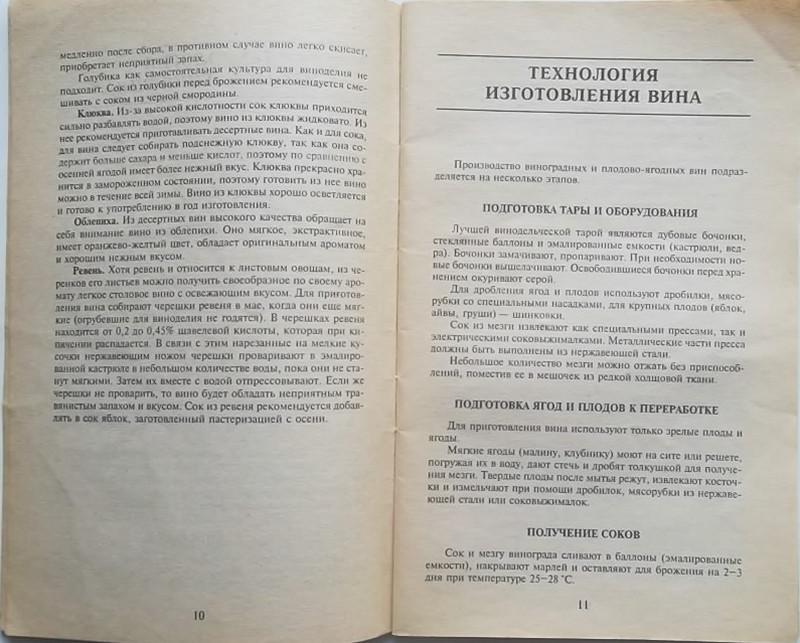 медленно после сбора, в противном случае вино легко скисает,
приобретает неприятный запах.
Голубика как самостоятельная культура для виноделия не
подходит. Сок из голубики перед брожением рекомендуется сме-
шивать с соком из черной смородины.
Клюква. Из-за высокой кислотности сок клюквы приходится
сильно разбавлять водой, поэтому вино из клюквы жидковато. Из
нее рекомендуется приготавливать десертные вина. Как и для сока,
для вина следует собирать подснежную клюкву, так как она со-
держит больше сахара и меньше кислот, поэтому по сравнению с
осенней ягодой имеет более нежный вкус. Клюква прекрасно хра-
нится в замороженном состоянии, поэтому готовить из нее вино
можно в течение всей зимы. Вино из клюквы хорошо осветляется
и готово к употреблению в год изготовления.
Облепиха. Из десертных вин высокого качества обращает на
себя внимание вино из облепихи. Оно мягкое, экстрактивное,
имеет оранжево-желтый цвет, обладает оригинальным ароматом
и хорошим нежным вкусом.
Ревень. Хотя ревень и относится к листовым овощам, из че-
ренков его листьев можно получить своеобразное по своему аро-
мату легкое столовое вино с освежающим вкусом. Для приготов-
ления вина собирают черешки ревеня в мае, когда они еще мяг-
кие (огрубевшие для виноделия не годятся). В черешках ревеня
находится от 0,2 до 0,45% щавелевой кислоты, которая при ки-
пячении распадается. В связи с этим нарезанные на мелкие ку-
сочки нержавеющим ножом черешки проваривают в эмалиро-
ванной кастрюле в небольшом количестве воды, пока они не ста-
нут мягкими. Затем их вместе с водой отпрессовывают. Если же
черешки не проварить, то вино будет обладать неприятным тра-
вянистым запахом и вкусом. Сок из ревеня рекомендуется добав-
лять в сок яблок, заготовленный пастеризацией с осени.
10
ТЕХНОЛОГИЯ
ИЗГОТОВЛЕНИЯ ВИНА
Производство виноградных и плодово-ягодных вин подраз-
деляется на несколько этапов.
ПОДГОТОВКА ТАРЫ И ОБОРУДОВАНИЯ
Лучшей винодельческой тарой являются дубовые бочонки,
стеклянные баллоны и эмалированные емкости (кастрюли, вед-
ра). Бочонки замачивают, пропаривают. При необходимости но-
вые бочонки вышелачивают. Освободившиеся бочонки перед хра-
нением окуривают серой.
Для дробления ягод и плодов используют дробилки, мясо-
рубки со специальными насадками, для крупных плодов (яблок,
айвы, груши) — шинковки.
Сок из мезги извлекают как специальными прессами, так и
электрическими соковыжималками. Металлические части пресса
должны быть выполнены из нержавеющей стали.
Небольшое количество мезги можно отжать без приспособ-
лений, поместив ее в мешочек из редкой холщовой ткани.
ПОДГОТОВКА ЯГОД И ПЛОДОВ К ПЕРЕРАБОТКЕ
Для приготовления вина используют только зрелые плоды и
ягоды.
Мягкие ягоды (малину, клубнику) моют на сите или решете,
погружая их в воду, дают стечь и дробят толкушкой для получе-
ния мезги. Твердые плоды после мытья режут, извлекают косточ-
ки и измельчают при помощи дробилок, мясорубки из нержаве-
ющей стали или соковыжималок.
ПОЛУЧЕНИЕ СОКОВ
Сок и мезгу винограда сливают в баллоны (эмалированные
емкости), накрывают марлей и оставляют для брожения на 2—3
дня при температуре 25—28 °С.
11